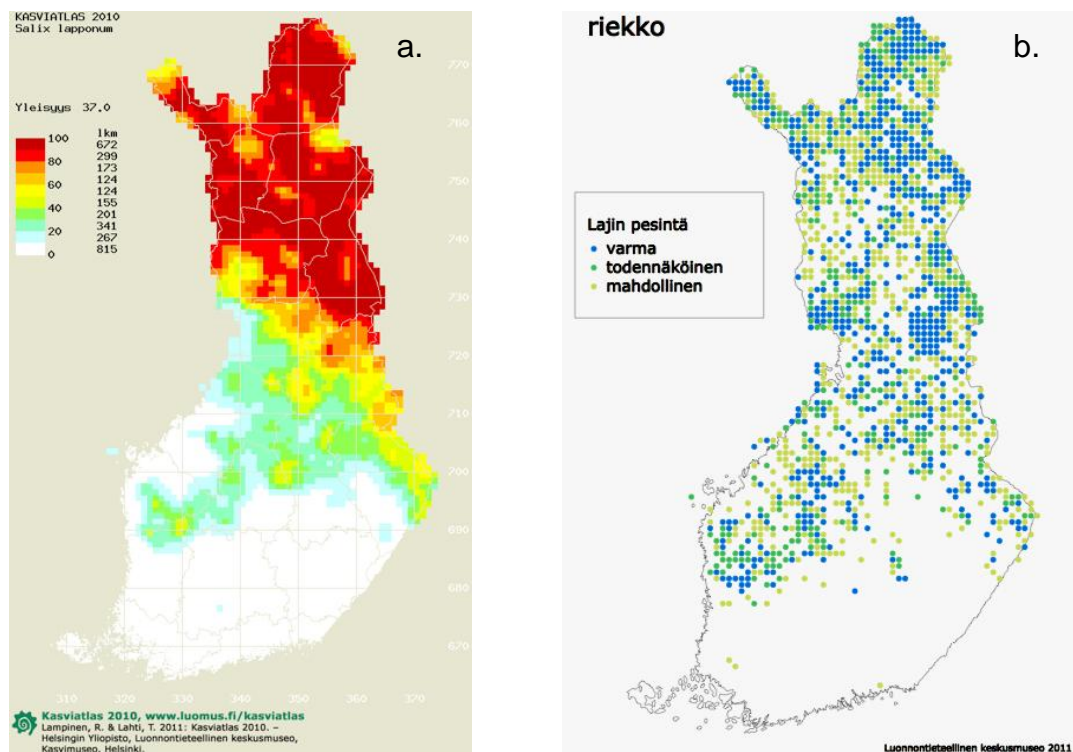 KASVIATLAS 2010
Salix lapponum
a.
Yleisyys 37.0
lkm
100 672
299
80 173
124
60 124
155
40 201
341
20 267
0 815
770
760
750
740
730
720
710
700
690
680
670
310 320 330 340 350 360 370
Kasviatlas 2010, www.luomus.fi/kasviatlas
Lampinen, R. & Lahti, T. 2011: Kasviatlas 2010. –
Helsingin Yliopisto, Luonnontieteellinen keskusmuseo,
Kasvimuseo, Helsinki.
riekko
b.
Lajin pesintä
varma
todennäköinen
mahdollinen
Luonnontieteellinen keskusmuseo 2011